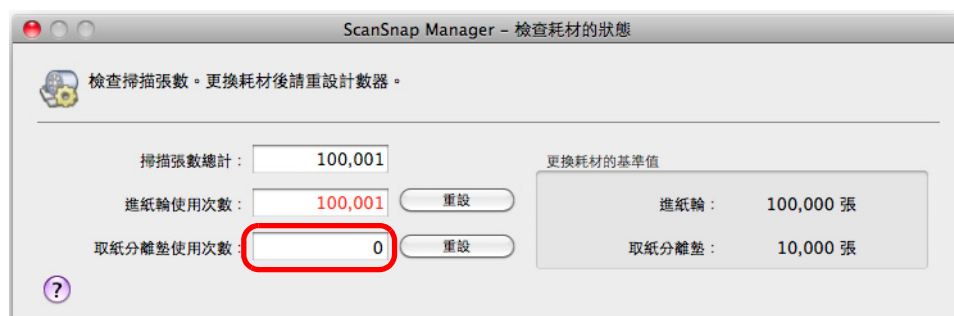 ScanSnap Manager – 檢查耗材的狀態
檢查掃描張數。更換耗材後請重設計數器。
掃描張數總計： 100,001
更換耗材的基準值
進紙輪使用次數： 100,001 重設
進紙輪： 100,000 張
取紙分離墊使用次數： 0 重設
取紙分離墊： 10,000 張
?